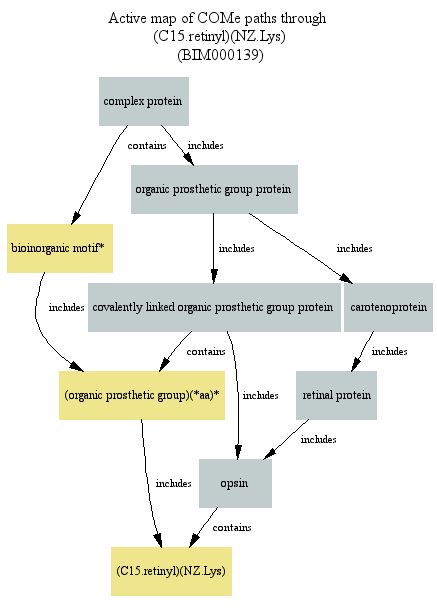 Active map of COMe paths through
(C15.retinyl)(NZ.Lys)
(BIM000139)
complex protein
contains
includes
organic prosthetic group protein
bioinorganic motif*
includes
includes
includes
covalently linked organic prosthetic group protein
carotenoprotein
contains
includes
(organic prosthetic group)(*aa)*
includes
retinal protein
includes
includes
opsin
contains
(C15.retinyl)(NZ.Lys)